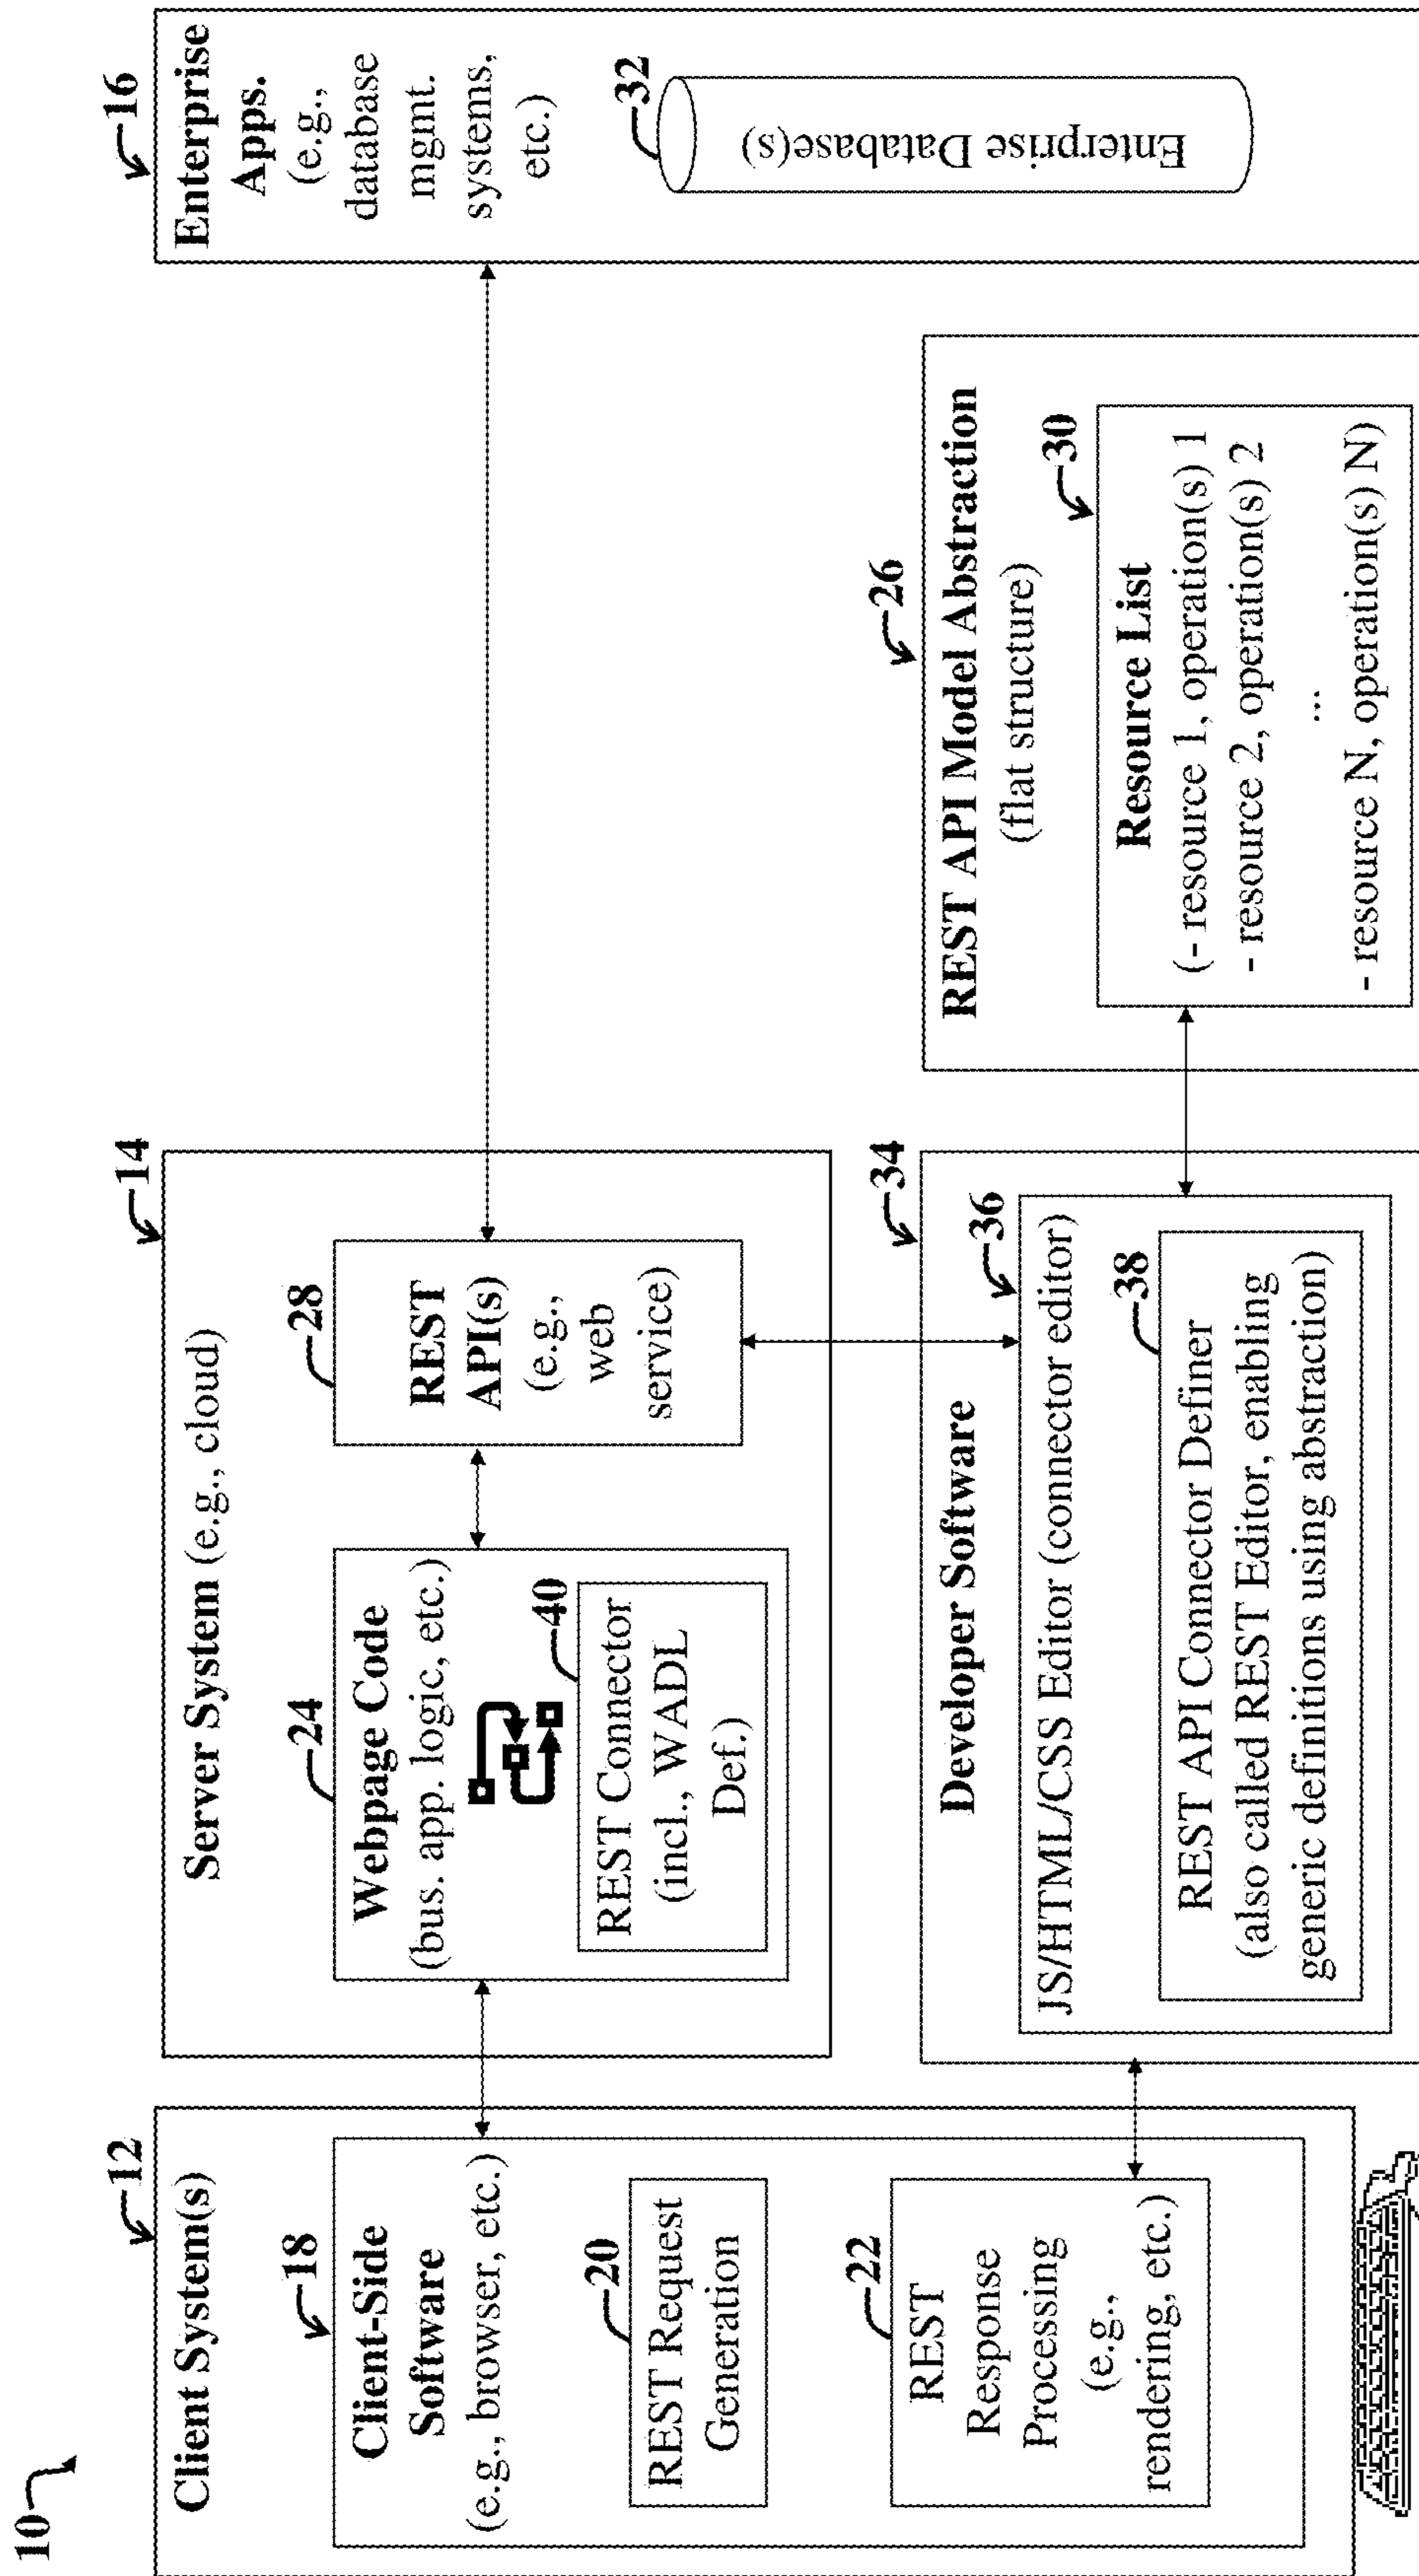 10
12
Client System(s)
18
Client-Side
Software
(e.g., browser, etc.)
20
REST Request
Generation
22
REST
Response
Processing
(e.g.,
rendering, etc.)
14
Server System (e.g., cloud)
24
Webpage Code
(bus. app. logic, etc.)
40
REST Connector
(incl., WADL
Def.)
28
REST
API(s)
(e.g.,
web
service)
34
Developer Software
36
JS/HTML/CSS Editor (connector editor)
38
REST API Connector Definer
(also called REST Editor, enabling
generic definitions using abstraction)
26
REST API Model Abstraction
(flat structure)
30
Resource List
(- resource 1, operation(s) 1
- resource 2, operation(s) 2
...
- resource N, operation(s) N)
16
Enterprise
Apps.
(e.g.,
database
mgmt.
systems,
etc.)
32
Enterprise Database(s)